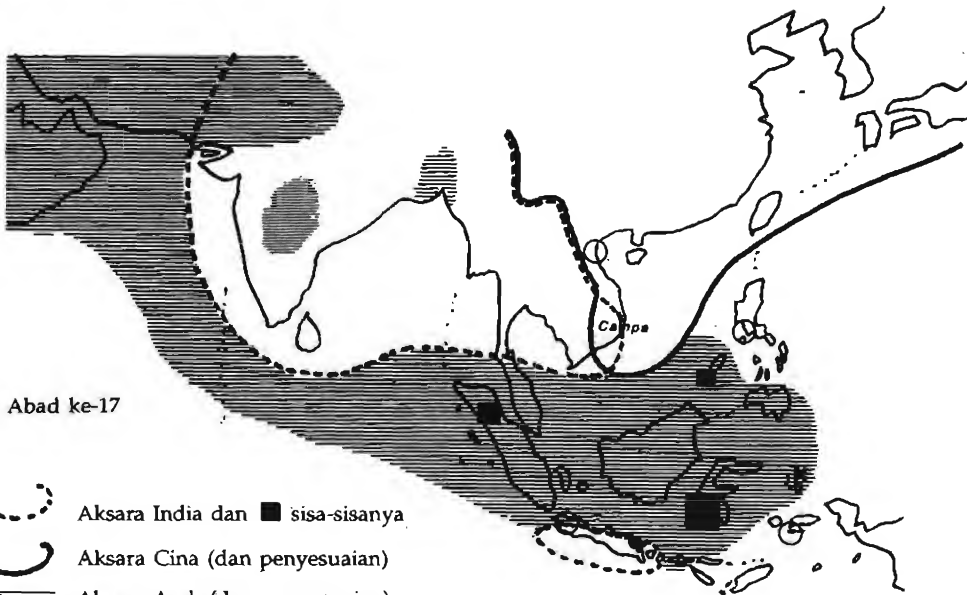 Campa
Abad ke-17
Aksara India dan ■ sisa-sisanya
Aksara Cina (dan penyesuaian)